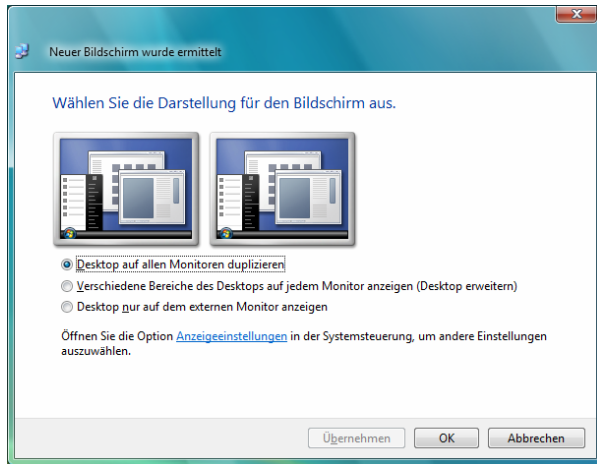 Neuer Bildschirm wurde ermittelt
Wählen Sie die Darstellung für den Bildschirm aus.
Desktop auf allen Monitoren duplizieren
Verschiedene Bereiche des Desktops auf jedem Monitor anzeigen (Desktop erweitern)
Desktop nur auf dem externen Monitor anzeigen
Öffnen Sie die Option Anzeigeeinstellungen in der Systemsteuerung, um andere Einstellungen
auszuwählen.
Übernehmen OK Abbrechen